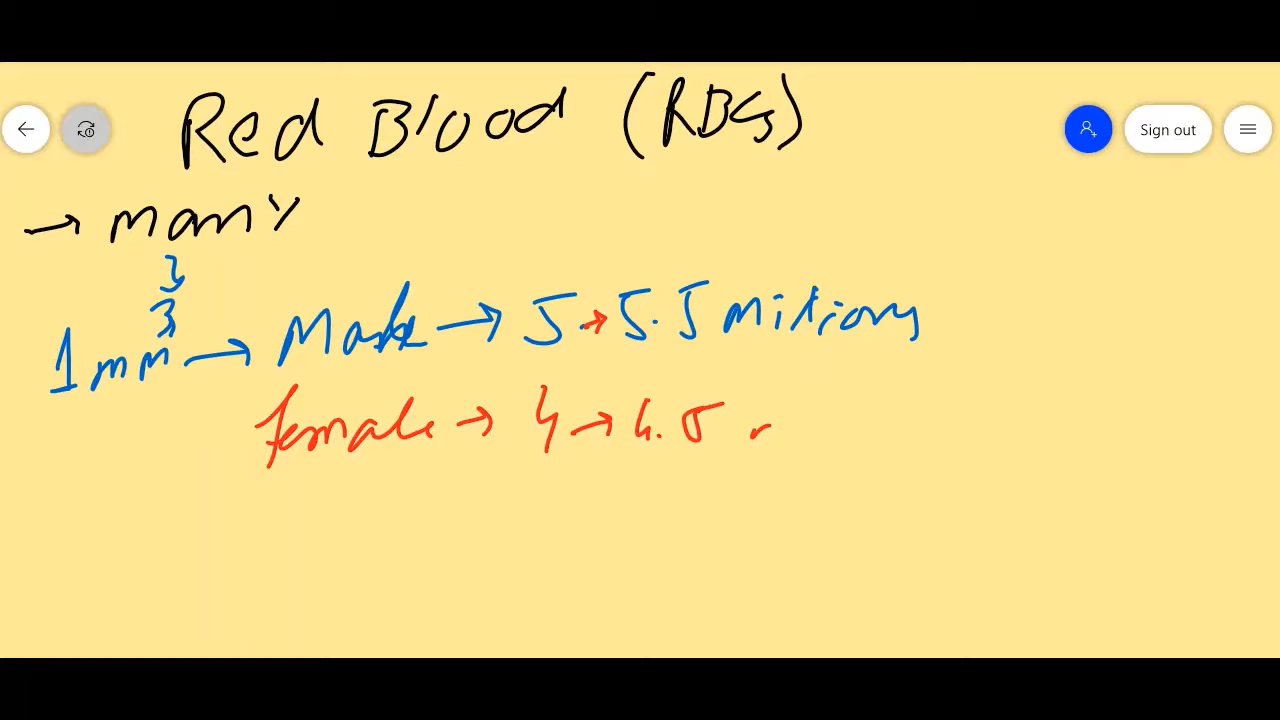 Red Blood (RBCs)
Sign out
→ many
1mm³ → Male → 5 → 5.5 millions
female → 4 → 4.5